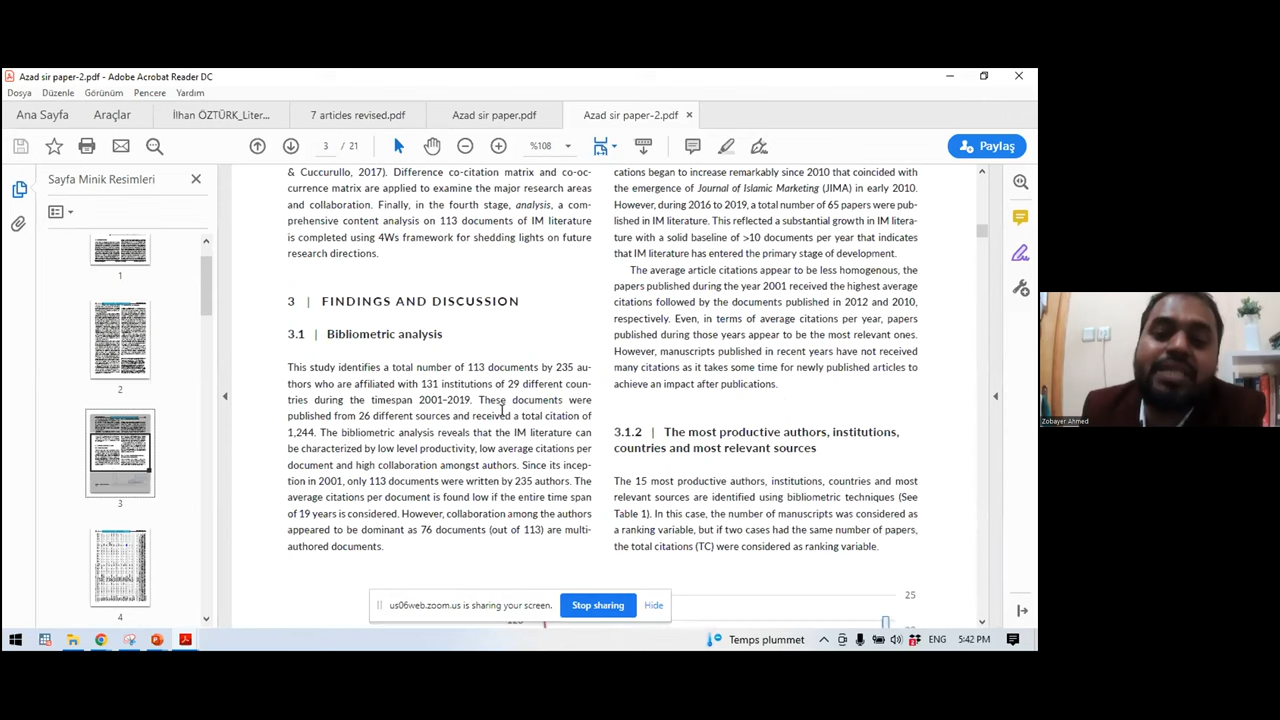 Azad sir paper-2.pdf - Adobe Acrobat Reader DC
Dosya Düzenle Görünüm Pencere Yardım
Ana Sayfa Araçlar İlhan ÖZTÜRK_Liter... 7 articles revised.pdf Azad sir paper.pdf Azad sir paper-2.pdf
3 / 21 %108 Paylaş
Sayfa Minik Resimleri
1
2
3
4
& Cuccurullo, 2017). Difference co-citation matrix and co-oc-
currence matrix are applied to examine the major research areas
and collaboration. Finally, in the fourth stage, analysis, a com-
prehensive content analysis on 113 documents of IM literature
is completed using 4Ws framework for shedding lights on future
research directions.
3 | FINDINGS AND DISCUSSION
3.1 | Bibliometric analysis
This study identifies a total number of 113 documents by 235 au-
thors who are affiliated with 131 institutions of 29 different coun-
tries during the timespan 2001–2019. These documents were
published from 26 different sources and received a total citation of
1,244. The bibliometric analysis reveals that the IM literature can
be characterized by low level productivity, low average citations per
document and high collaboration amongst authors. Since its incep-
tion in 2001, only 113 documents were written by 235 authors. The
average citations per document is found low if the entire time span
of 19 years is considered. However, collaboration among the authors
appeared to be dominant as 76 documents (out of 113) are multi-
authored documents.
cations began to increase remarkably since 2010 that coincided with
the emergence of Journal of Islamic Marketing (JIMA) in early 2010.
However, during 2016 to 2019, a total number of 65 papers were pub-
lished in IM literature. This reflected a substantial growth in IM litera-
ture with a solid baseline of >10 documents per year that indicates
that IM literature has entered the primary stage of development.
The average article citations appear to be less homogenous, the
papers published during the year 2001 received the highest average
citations followed by the documents published in 2012 and 2010,
respectively. Even, in terms of average citations per year, papers
published during those years appear to be the most relevant ones.
However, manuscripts published in recent years have not received
many citations as it takes some time for newly published articles to
achieve an impact after publications.
3.1.2 | The most productive authors, institutions,
countries and most relevant sources
The 15 most productive authors, institutions, countries and most
relevant sources are identified using bibliometric techniques (See
Table 1). In this case, the number of manuscripts was considered as
a ranking variable, but if two cases had the same number of papers,
the total citations (TC) were considered as ranking variable.
25
us06web.zoom.us is sharing your screen. Stop sharing Hide
Temps plummet ENG 5:42 PM
Zobayer Ahmed